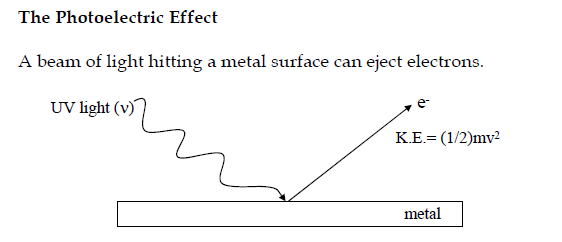 The Photoelectric Effect
A beam of light hitting a metal surface can eject electrons.
UV light (ν)
e⁻
K.E.= (1/2)mv²
metal